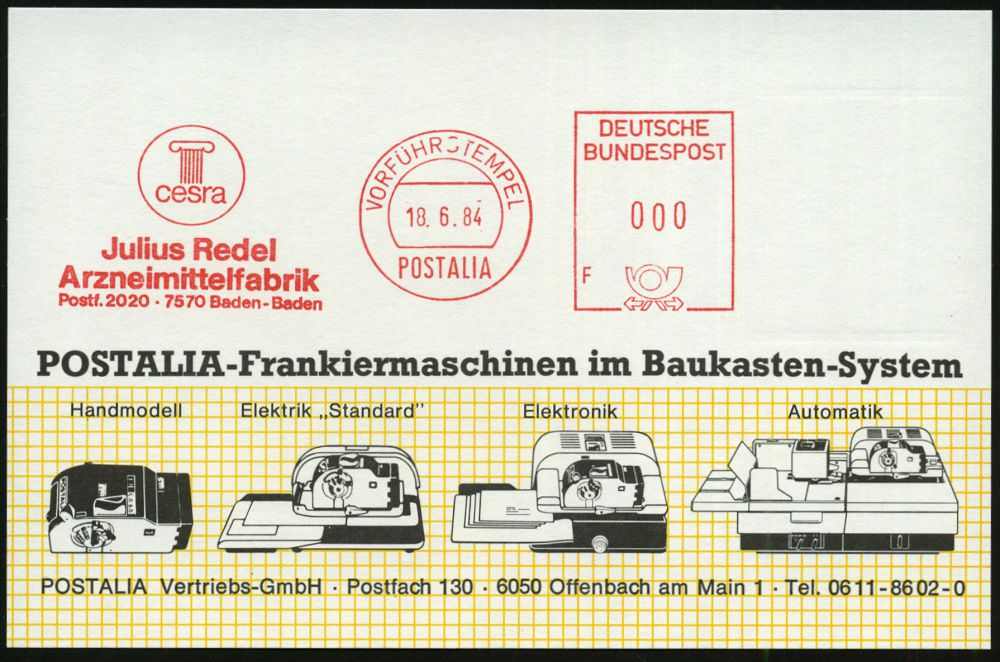 cesra
Julius Redel
Arzneimittelfabrik
Postf. 2020 · 7570 Baden-Baden
VORFÜHRSTEMPEL
18. 6. 84
POSTALIA
DEUTSCHE
BUNDESPOST
000
F
POSTALIA-Frankiermaschinen im Baukasten-System
Handmodell Elektrik „Standard" Elektronik Automatik
POSTALIA Vertriebs-GmbH · Postfach 130 · 6050 Offenbach am Main 1 · Tel. 0611-8602-0